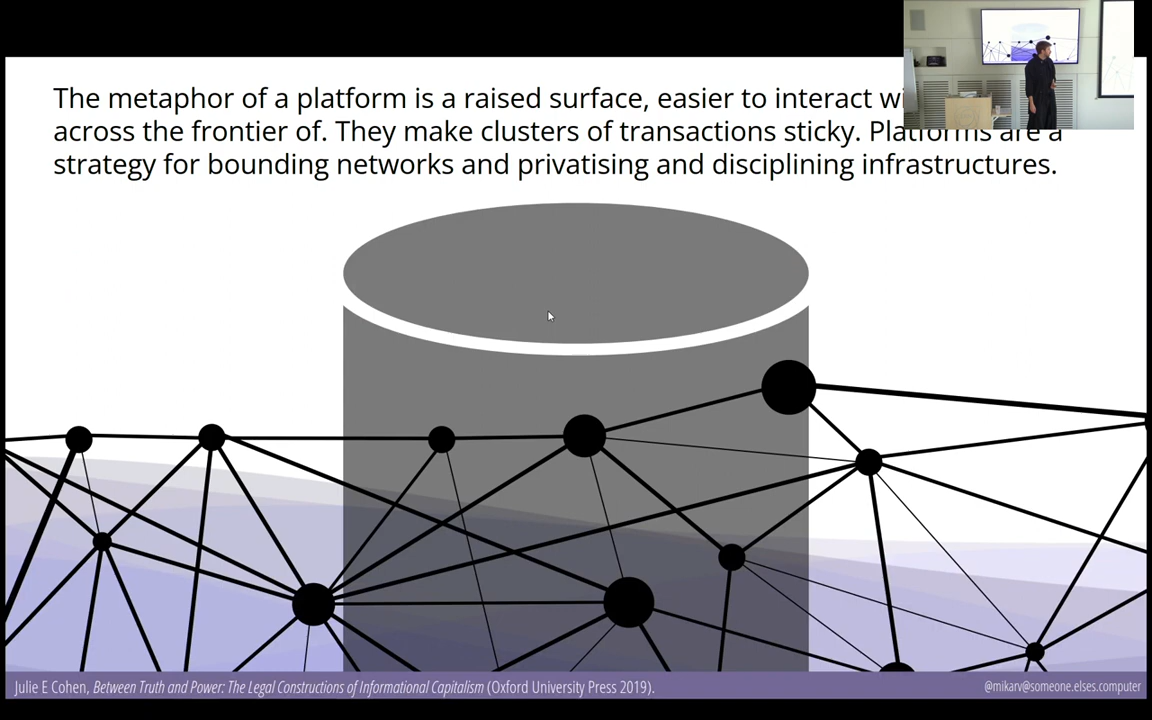 The metaphor of a platform is a raised surface, easier to interact
across the frontier of. They make clusters of transactions sticky. Platforms are a
strategy for bounding networks and privatising and disciplining infrastructures.
Julie E Cohen, Between Truth and Power: The Legal Constructions of Informational Capitalism (Oxford University Press 2019).
@mikarv@someone.elses.computer